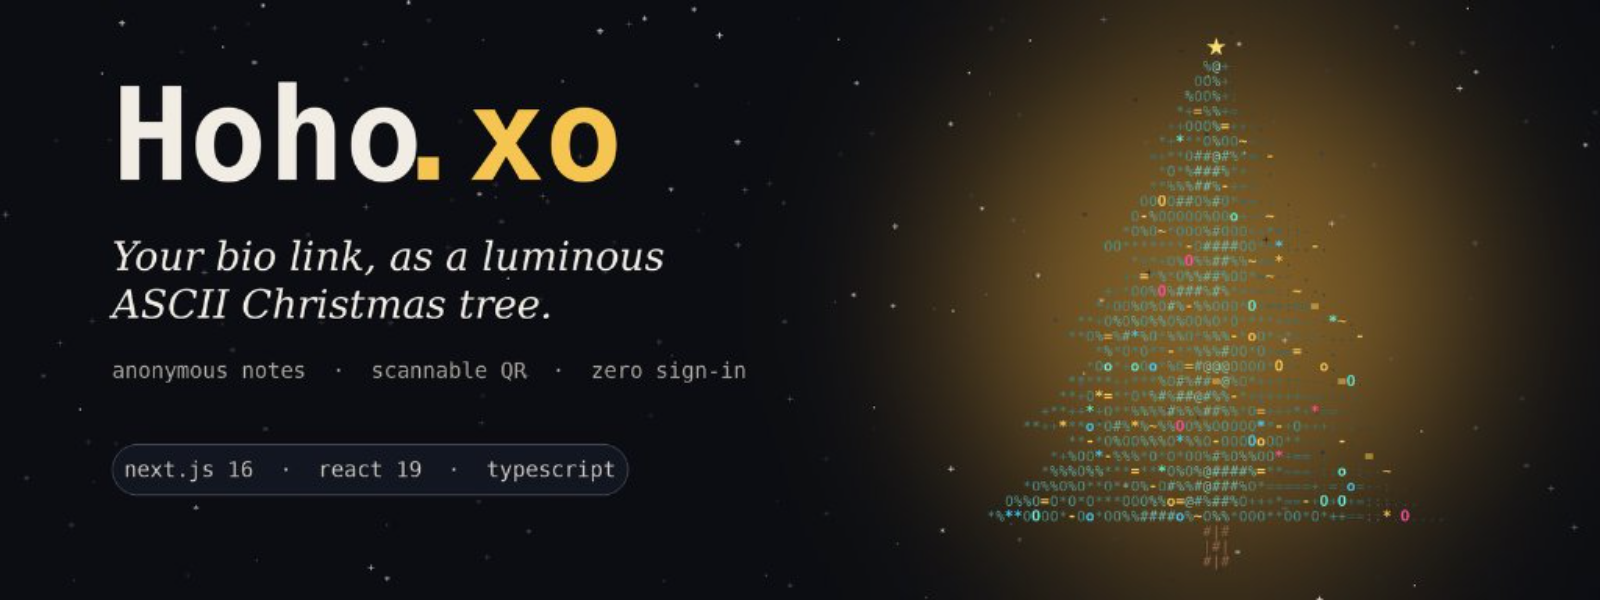 Hoho.xo
Your bio link, as a luminous
ASCII Christmas tree.
anonymous notes · scannable QR · zero sign-in
next.js 16 · react 19 · typescript